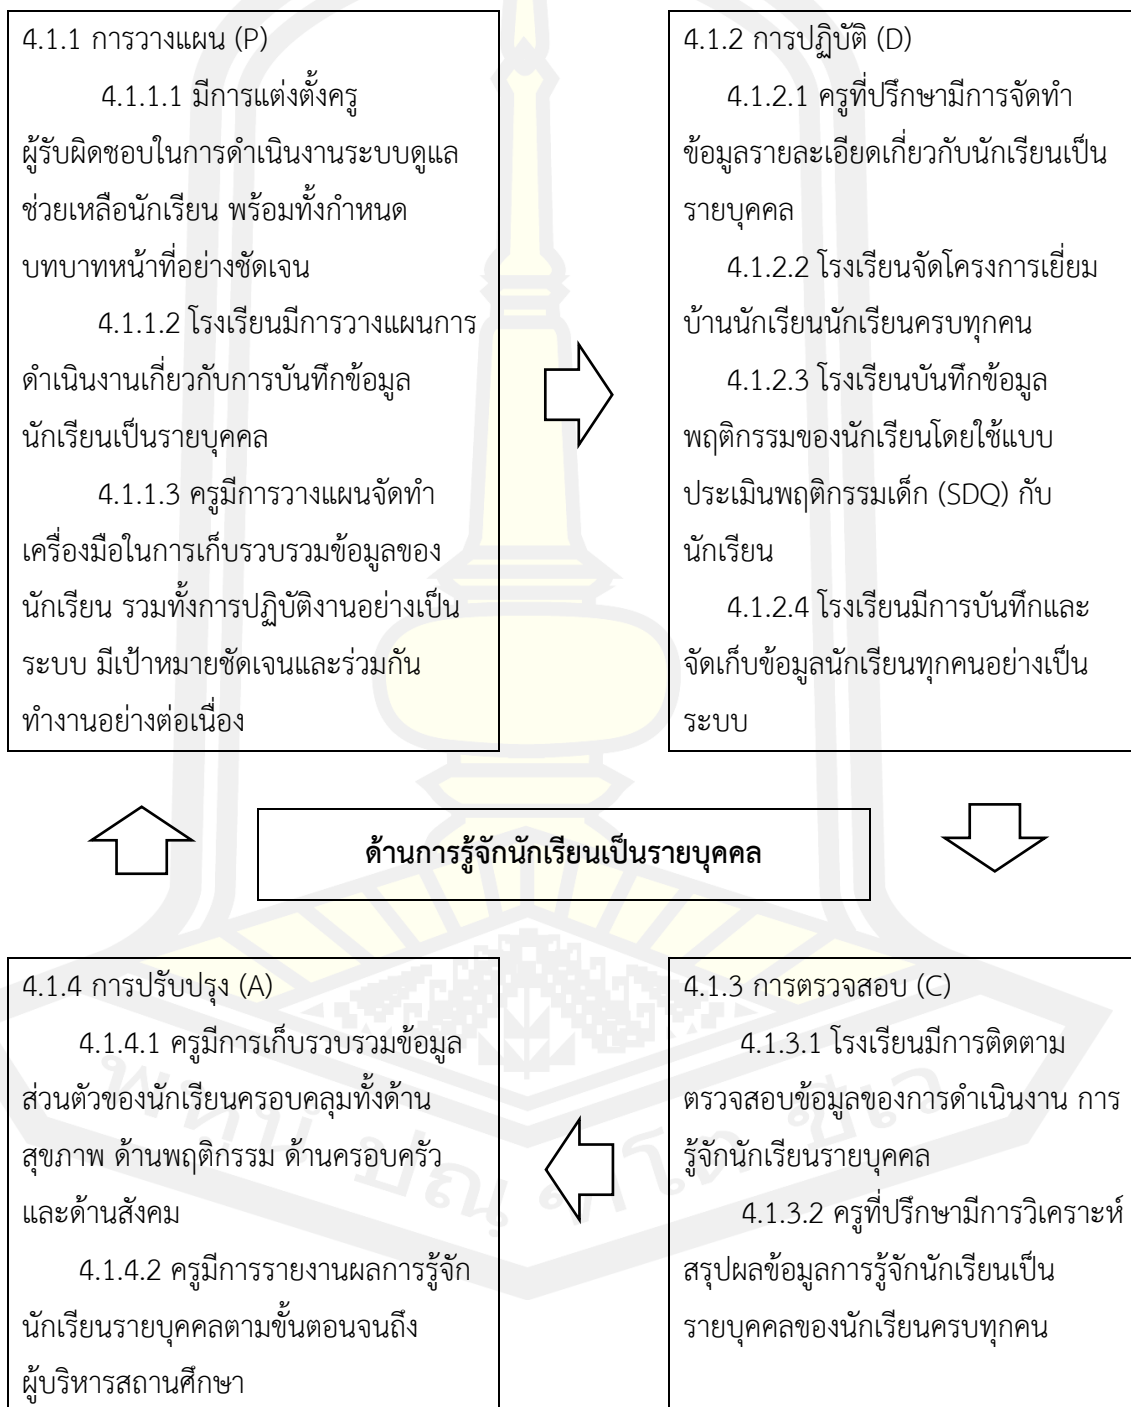 4.1.1 การวางแผน (P)
4.1.1.1 มีการแต่งตั้งครู
ผู้รับผิดชอบในการดำเนินงานระบบดูแล
ช่วยเหลือนักเรียน พร้อมทั้งกำหนด
บทบาทหน้าที่อย่างชัดเจน
4.1.1.2 โรงเรียนมีการวางแผนการ
ดำเนินงานเกี่ยวกับการบันทึกข้อมูล
นักเรียนเป็นรายบุคคล
4.1.1.3 ครูมีการวางแผนจัดทำ
เครื่องมือในการเก็บรวบรวมข้อมูลของ
นักเรียน รวมทั้งการปฏิบัติงานอย่างเป็น
ระบบ มีเป้าหมายชัดเจนและร่วมกัน
ทำงานอย่างต่อเนื่อง
4.1.2 การปฏิบัติ (D)
4.1.2.1 ครูที่ปรึกษามีการจัดทำ
ข้อมูลรายละเอียดเกี่ยวกับนักเรียนเป็น
รายบุคคล
4.1.2.2 โรงเรียนจัดโครงการเยี่ยม
บ้านนักเรียนนักเรียนครบทุกคน
4.1.2.3 โรงเรียนบันทึกข้อมูล
พฤติกรรมของนักเรียนโดยใช้แบบ
ประเมินพฤติกรรมเด็ก (SDQ) กับ
นักเรียน
4.1.2.4 โรงเรียนมีการบันทึกและ
จัดเก็บข้อมูลนักเรียนทุกคนอย่างเป็น
ระบบ
ด้านการรู้จักนักเรียนเป็นรายบุคคล
4.1.4 การปรับปรุง (A)
4.1.4.1 ครูมีการเก็บรวบรวมข้อมูล
ส่วนตัวของนักเรียนครอบคลุมทั้งด้าน
สุขภาพ ด้านพฤติกรรม ด้านครอบครัว
และด้านสังคม
4.1.4.2 ครูมีการรายงานผลการรู้จัก
นักเรียนรายบุคคลตามขั้นตอนจนถึง
ผู้บริหารสถานศึกษา
4.1.3 การตรวจสอบ (C)
4.1.3.1 โรงเรียนมีการติดตาม
ตรวจสอบข้อมูลของการดำเนินงาน การ
รู้จักนักเรียนรายบุคคล
4.1.3.2 ครูที่ปรึกษามีการวิเคราะห์
สรุปผลข้อมูลการรู้จักนักเรียนเป็น
รายบุคคลของนักเรียนครบทุกคน
พหูนํ ปณฺฑิโต ชีเว